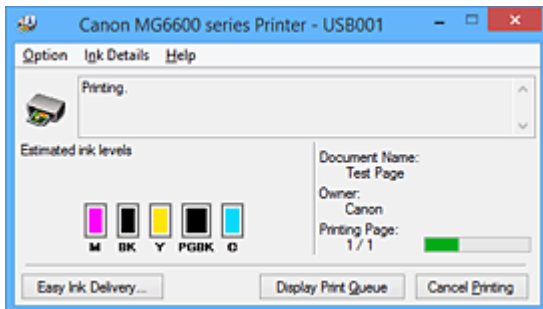 Canon MG6600 series Printer - USB001
Option Ink Details Help
Printing.
Estimated ink levels
Document Name:
Test Page
Owner:
Canon
Printing Page:
1 / 1
M BK Y PGBK C
Easy Ink Delivery... Display Print Queue Cancel Printing